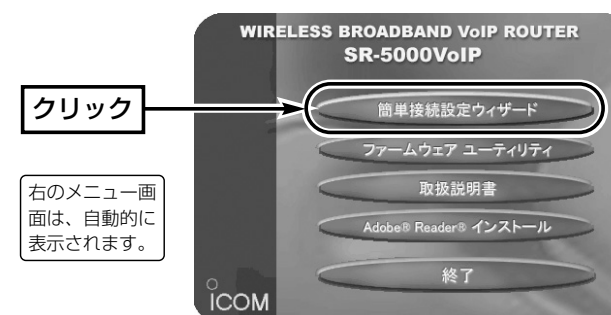 WIRELESS BROADBAND VoIP ROUTER
SR-5000VoIP
クリック
簡単接続設定ウィザード
ファームウェア ユーティリティ
右のメニュー画
面は、自動的に
表示されます。
取扱説明書
Adobe® Reader® インストール
終了
ICOM